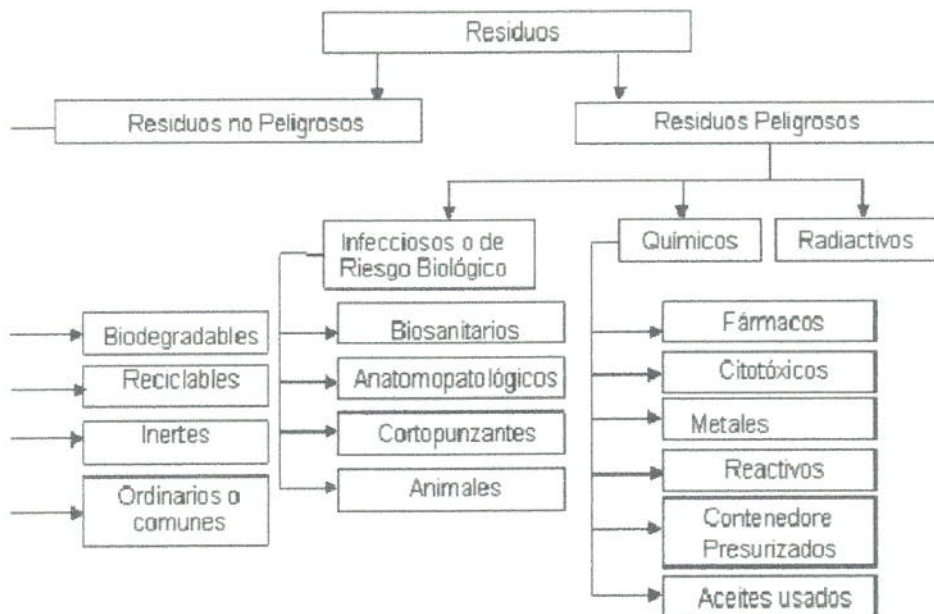 Residuos
Residuos no Peligrosos
Residuos Peligrosos
Infecciosos o de
Riesgo Biológico
Químicos
Radiactivos
Biodegradables
Reciclables
Inertes
Ordinarios o
comunes
Biosanitarios
Anatomopatológicos
Cortopunzantes
Animales
Fármacos
Citotóxicos
Metales
Reactivos
Contenedore
Presurizados
Aceites usados